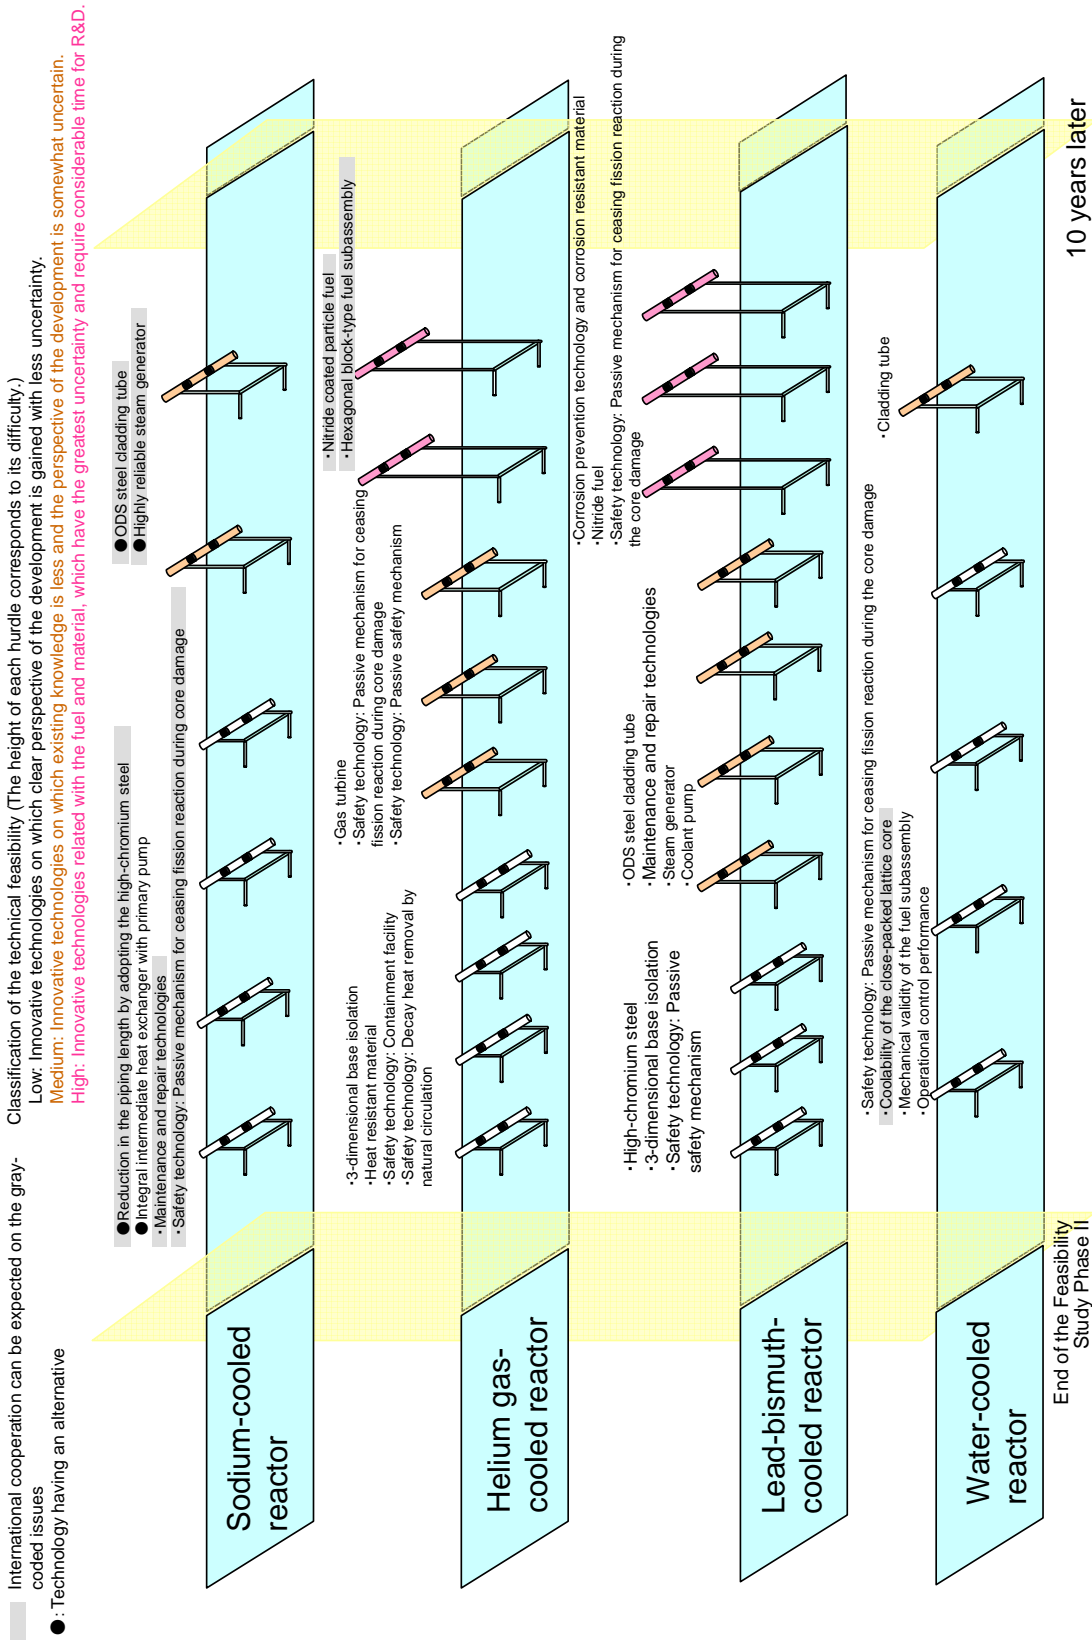 International cooperation can be expected on the gray-
coded issues
●: Technology having an alternative
Classification of the technical feasibility (The height of each hurdle corresponds to its difficulty.)
Low: Innovative technologies on which clear perspective of the development is gained with less uncertainty.
Medium: Innovative technologies on which existing knowledge is less and the perspective of the development is somewhat uncertain.
High: Innovative technologies related with the fuel and material, which have the greatest uncertainty and require considerable time for R&D.
●Reduction in the piping length by adopting the high-chromium steel
●Integral intermediate heat exchanger with primary pump
・Maintenance and repair technologies
・Safety technology: Passive mechanism for ceasing fission reaction during core damage
●ODS steel cladding tube
●Highly reliable steam generator
Sodium-cooled
reactor
・3-dimensional base isolation
・Heat resistant material
・Safety technology: Containment facility
・Safety technology: Decay heat removal by
natural circulation
・Gas turbine
・Safety technology: Passive mechanism for ceasing
fission reaction during core damage
・Safety technology: Passive safety mechanism
・Nitride coated particle fuel
・Hexagonal block-type fuel subassembly
Helium gas-
cooled reactor
・High-chromium steel
・3-dimensional base isolation
・Safety technology: Passive
safety mechanism
・ODS steel cladding tube
・Maintenance and repair technologies
・Steam generator
・Coolant pump
・Corrosion prevention technology and corrosion resistant material
・Nitride fuel
・Safety technology: Passive mechanism for ceasing fission reaction during
the core damage
Lead-bismuth-
cooled reactor
・Safety technology: Passive mechanism for ceasing fission reaction during the core damage
・Coolability of the close-packed lattice core
・Mechanical validity of the fuel subassembly
・Operational control performance
・Cladding tube
Water-cooled
reactor
End of the Feasibility
Study Phase II
10 years later